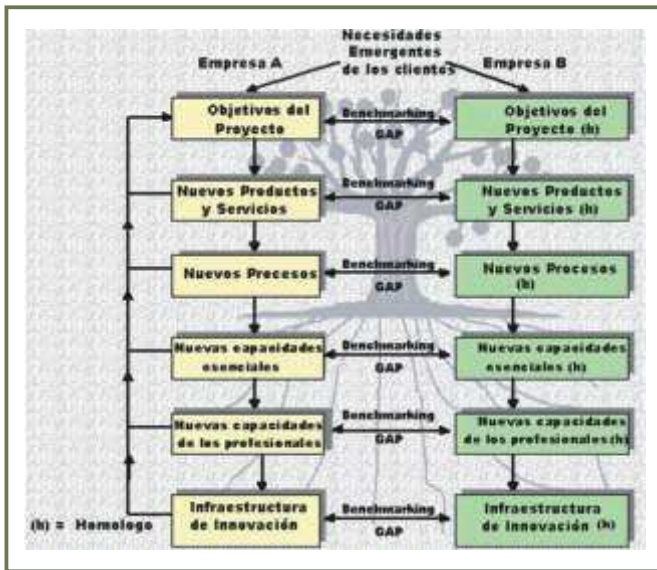 Necesidades
Emergentes
de los clientes
Empresa A
Empresa B
Objetivos del
Proyecto
Benchmarking
GAP
Objetivos del
Proyecto (h)
Nuevos Productos
y Servicios
Benchmarking
GAP
Nuevos Productos
y Servicios (h)
Nuevos Procesos
Benchmarking
GAP
Nuevos Procesos
(h)
Nuevas capacidades
esenciales
Benchmarking
GAP
Nuevas capacidades
esenciales (h)
Nuevas capacidades
de los profesionales
Benchmarking
GAP
Nuevas capacidades
de los profesionales (h)
Infraestructura
de Innovación
Benchmarking
GAP
Infraestructura
de Innovación (h)
(h) = Homologo